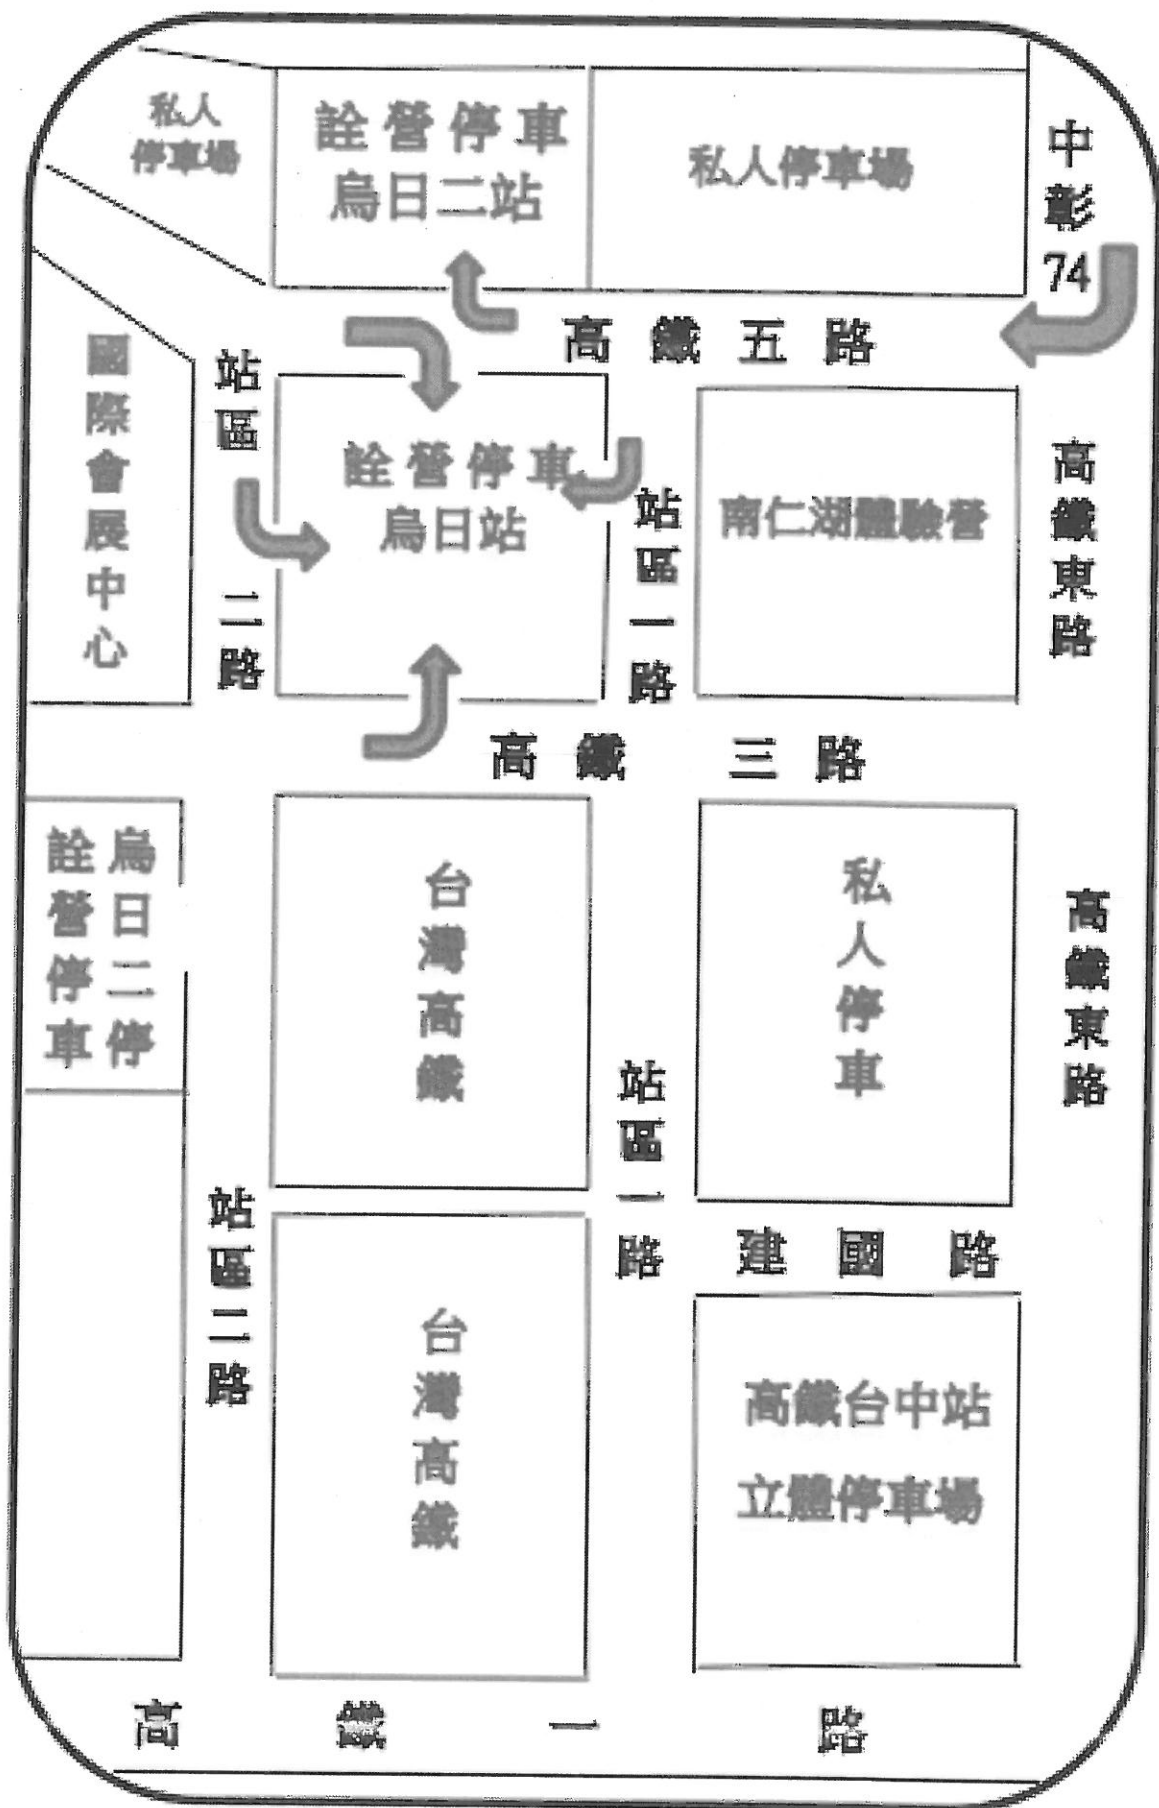 私人
停車場
詮營停車
烏日二站
私人停車場
中彰74
高鐵五路
國際會展中心
站區二路
詮營停車
烏日站
站區一路
南仁湖體驗營
高鐵東路
高鐵三路
詮營停車
烏日二停
台灣高鐵
私人停車
高鐵東路
站區一路
站區二路
建國路
台灣高鐵
高鐵台中站
立體停車場
高鐵一路